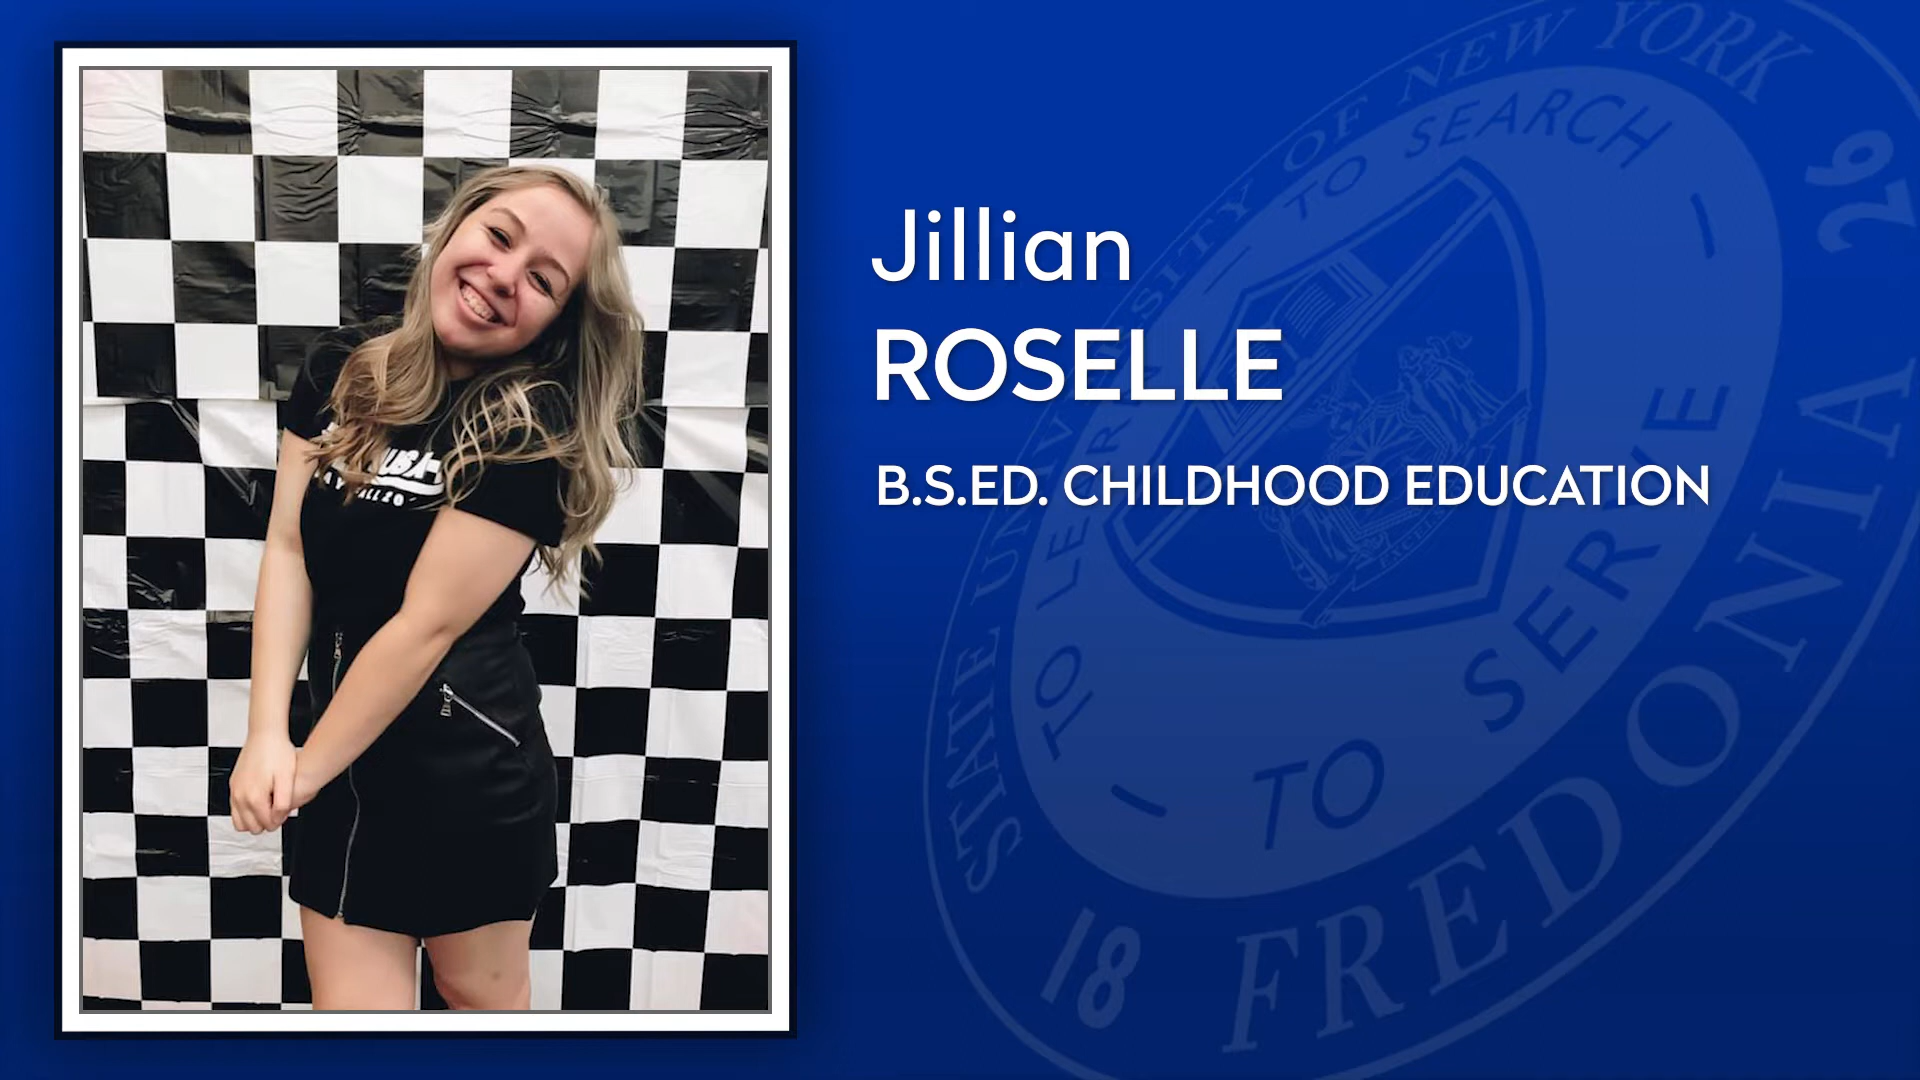 Jillian
ROSELLE
B.S.ED. CHILDHOOD EDUCATION
STATE UNIVERSITY OF NEW YORK
TO LEARN — TO SEARCH — TO SERVE
18 FREDONIA 26